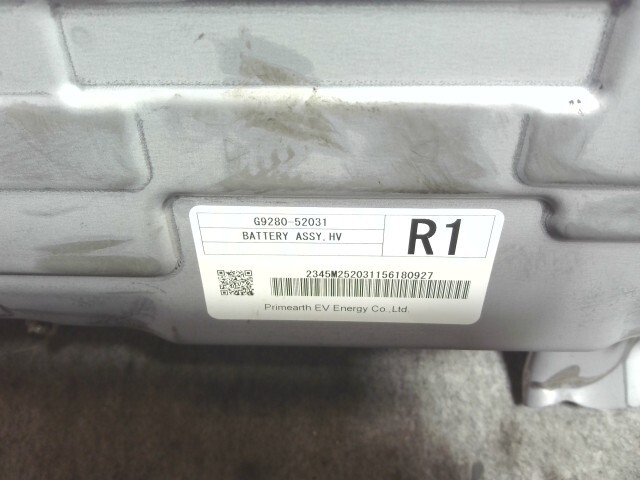 G9280-52031
BATTERY ASSY,HV
R1
2345M252031156180927
Primearth EV Energy Co.,Ltd.